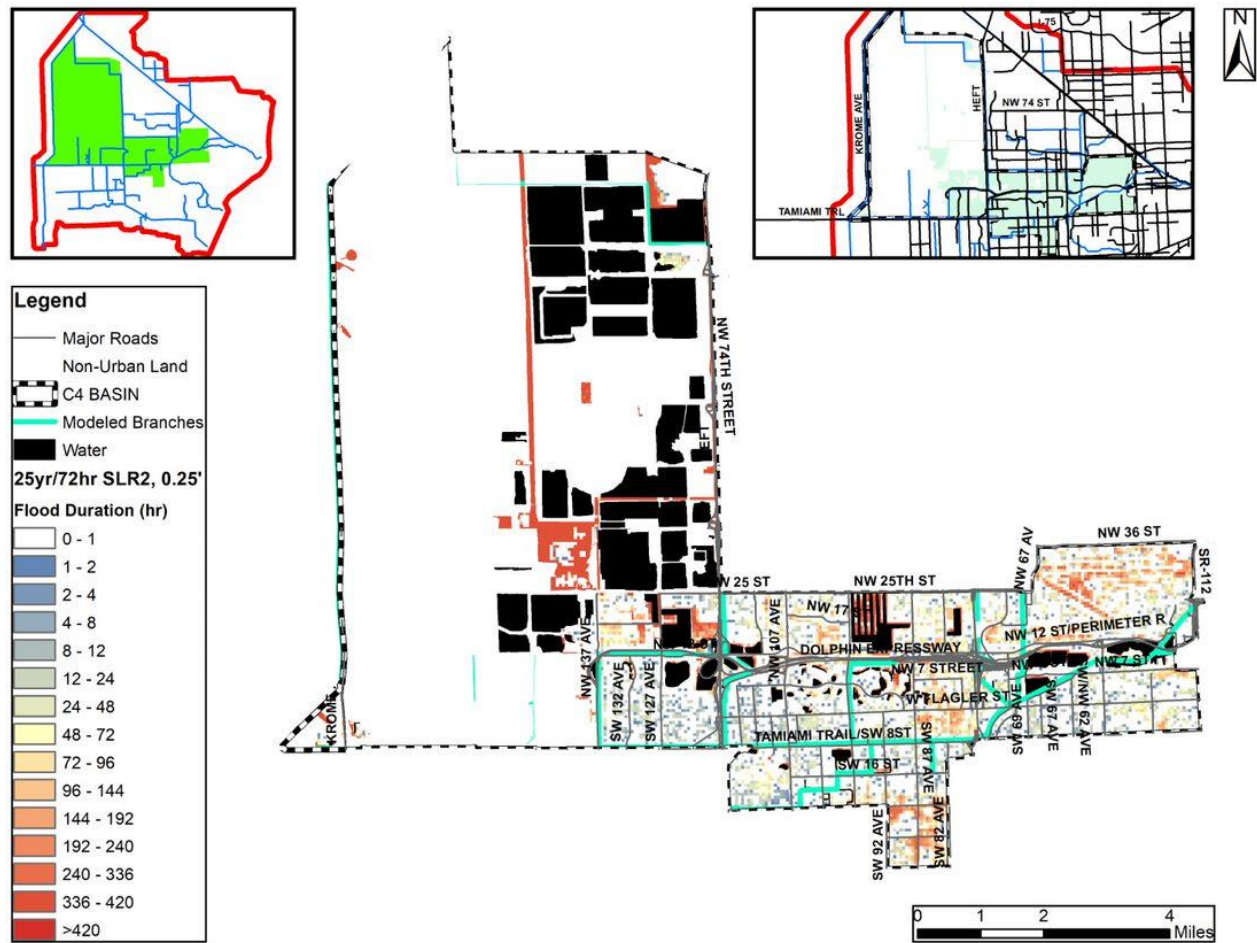 I-75
N
KROME AVE
HEFT
NW 74 ST
TAMIAMI TRL
Legend
Major Roads
Non-Urban Land
C4 BASIN
Modeled Branches
Water
25yr/72hr SLR2, 0.25'
Flood Duration (hr)
0 - 1
1 - 2
2 - 4
4 - 8
8 - 12
12 - 24
24 - 48
48 - 72
72 - 96
96 - 144
144 - 192
192 - 240
240 - 336
336 - 420
>420
NW 74TH STREET
NW 36 ST
NW 67 AV
SR-112
W 25 ST
NW 25TH ST
NW 137 AVE
NW 107 AVE
NW 17
NW 12 ST/PERIMETER R
DOLPHIN EXPRESSWAY
NW 7 STREET
NW 7 ST
W FLAGLER ST
SW 132 AVE
SW 127 AVE
SW 69 AVE
SW 67 AVE
SW/NW 62 AVE
KROME
TAMIAMI TRAIL/SW 8ST
SW 16 ST
SW 87 AVE
SW 92 AVE
SW 82 AVE
0 1 2 4
Miles